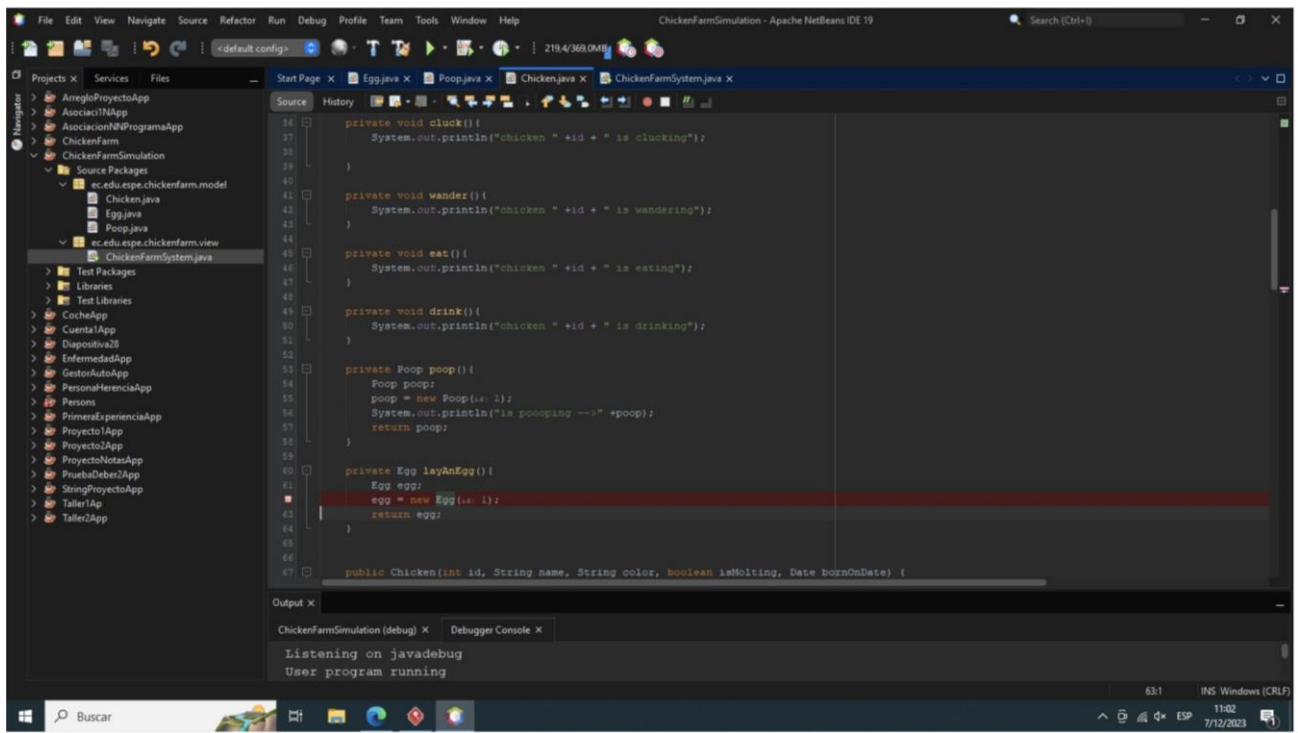 File Edit View Navigate Source Refactor Run Debug Profile Team Tools Window Help ChickenFarmSimulation - Apache NetBeans IDE 19 Search (Ctrl+I)
<default config> 219,4/369,0MB
Projects Services Files
Start Page Egg.java Poop.java Chicken.java ChickenFarmSystem.java
Navigator
Source History
ArregloProyectoApp
Asociaci1NApp
AsociacionNNProgramaApp
ChickenFarm
ChickenFarmSimulation
Source Packages
ec.edu.espe.chickenfarm.model
Chicken.java
Egg.java
Poop.java
ec.edu.espe.chickenfarm.view
ChickenFarmSystem.java
Test Packages
Libraries
Test Libraries
CocheApp
Cuenta1App
Diapositiva28
EnfermedadApp
GestorAutoApp
PersonaHerenciaApp
Persons
PrimeraExperienciaApp
Proyecto1App
Proyecto2App
ProyectoNotasApp
PruebaDeber2App
StringProyectoApp
Taller1Ap
Taller2App
36 private void cluck(){
37 System.out.println("chicken " +id + " is clucking");
38
39 }
40
41 private void wander(){
42 System.out.println("chicken " +id + " is wandering");
43 }
44
45 private void eat(){
46 System.out.println("chicken " +id + " is eating");
47 }
48
49 private void drink(){
50 System.out.println("chicken " +id + " is drinking");
51 }
52
53 private Poop poop(){
54 Poop poop;
55 poop = new Poop(id: 1);
56 System.out.println("is poooping -->" +poop);
57 return poop;
58 }
59
60 private Egg layAnEgg(){
61 Egg egg;
egg = new Egg(id: 1);
63 return egg;
64 }
65
66
67 public Chicken(int id, String name, String color, boolean isMolting, Date bornOnDate) {
Output
ChickenFarmSimulation (debug) Debugger Console
Listening on javadebug
User program running
63:1 INS Windows (CRLF)
Buscar
ESP
11:02
7/12/2023